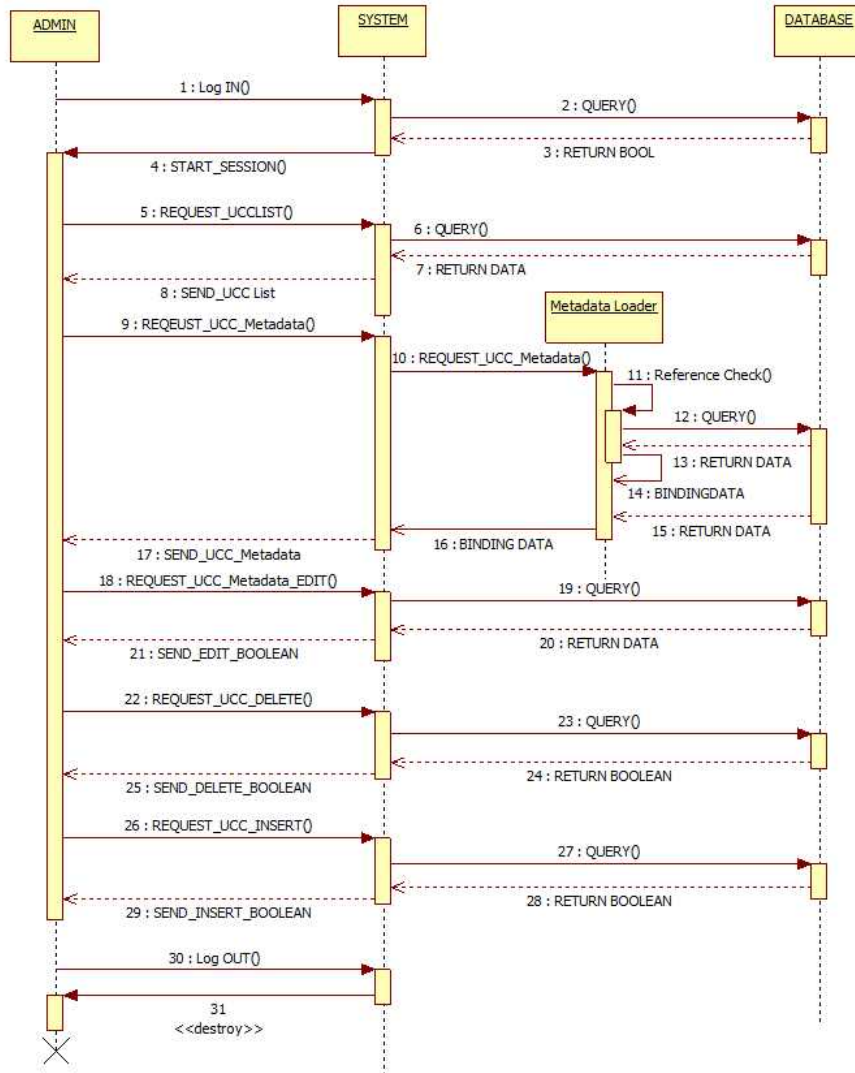 ADMIN
SYSTEM
DATABASE
1 : Log IN()
2 : QUERY()
3 : RETURN BOOL
4 : START_SESSION()
5 : REQUEST_UCCLIST()
6 : QUERY()
7 : RETURN DATA
8 : SEND_UCC List
Metadata Loader
9 : REQEUST_UCC_Metadata()
10 : REQUEST_UCC_Metadata()
11 : Reference Check()
12 : QUERY()
13 : RETURN DATA
14 : BINDINGDATA
15 : RETURN DATA
16 : BINDING DATA
17 : SEND_UCC_Metadata
18 : REQUEST_UCC_Metadata_EDIT()
19 : QUERY()
20 : RETURN DATA
21 : SEND_EDIT_BOOLEAN
22 : REQUEST_UCC_DELETE()
23 : QUERY()
24 : RETURN BOOLEAN
25 : SEND_DELETE_BOOLEAN
26 : REQUEST_UCC_INSERT()
27 : QUERY()
28 : RETURN BOOLEAN
29 : SEND_INSERT_BOOLEAN
30 : Log OUT()
31
<<destroy>>